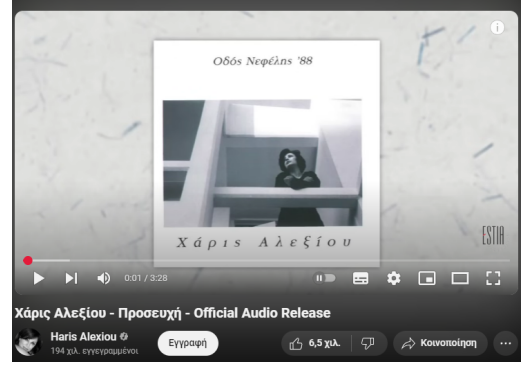 Οδός Νεφέλης '88
Χάρις Αλεξίου
ESTIA
0:01 / 3:28
Χάρις Αλεξίου - Προσευχή - Official Audio Release
Haris Alexiou
194 χιλ. εγγεγραμμένοι
Εγγραφή
6,5 χιλ.
Κοινοποίηση